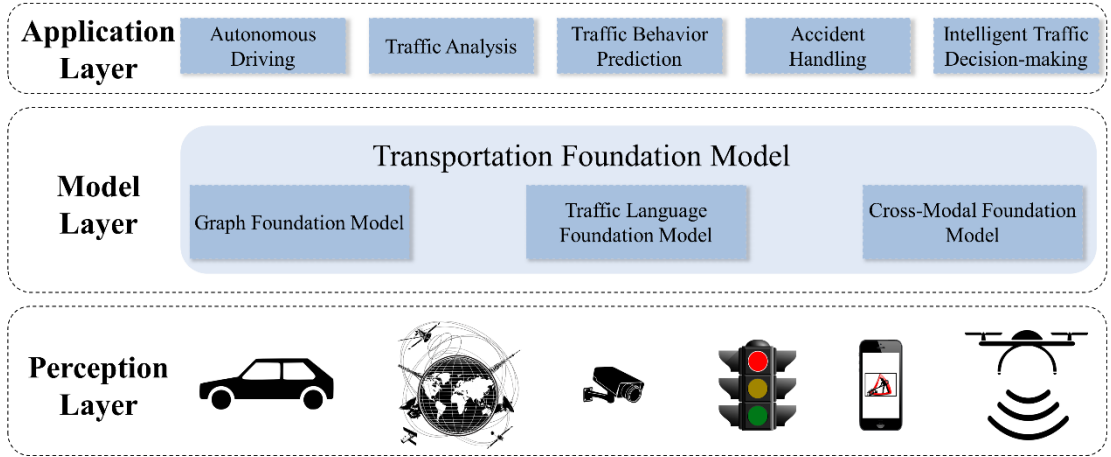 Application
Layer
Autonomous
Driving
Traffic Analysis
Traffic Behavior
Prediction
Accident
Handling
Intelligent Traffic
Decision-making
Model
Layer
Transportation Foundation Model
Graph Foundation Model
Traffic Language
Foundation Model
Cross-Modal Foundation
Model
Perception
Layer